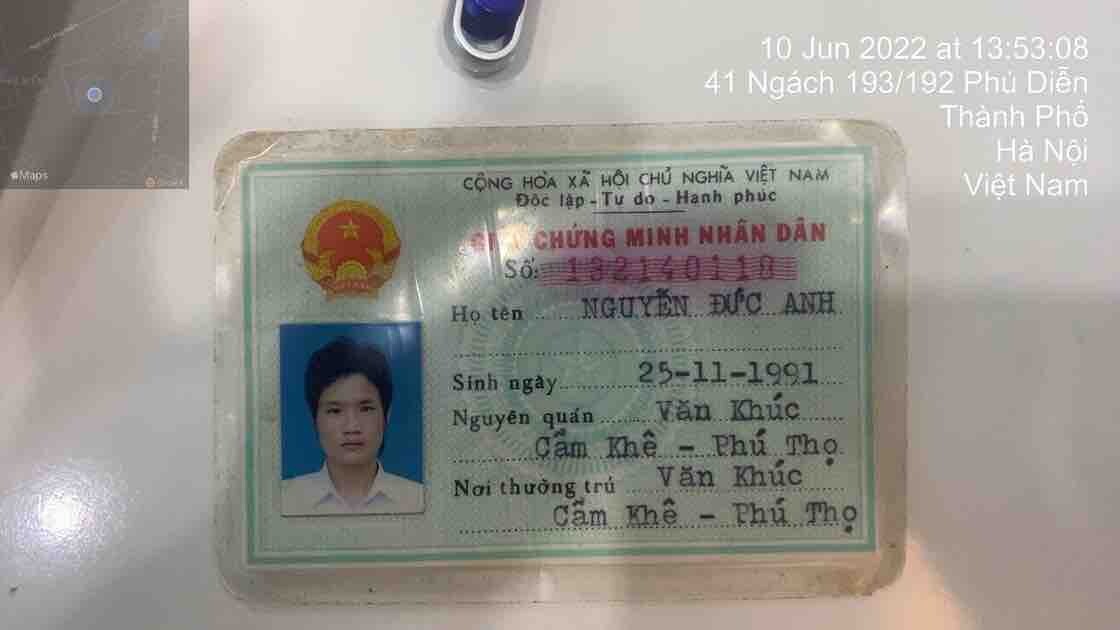 10 Jun 2022 at 13:53:08
41 Ngách 193/192 Phú Diễn
Thành Phố
Hà Nội
Việt Nam
Maps
CỘNG HÒA XÃ HỘI CHỦ NGHĨA VIỆT NAM
Độc lập - Tự do - Hạnh phúc
CHỨNG MINH NHÂN DÂN
Số: 132140118
Họ tên NGUYỄN ĐỨC ANH
Sinh ngày 25-11-1991
Nguyên quán Văn Khúc
Cẩm Khê - Phú Thọ
Nơi thường trú Văn Khúc
Cẩm Khê - Phú Thọ